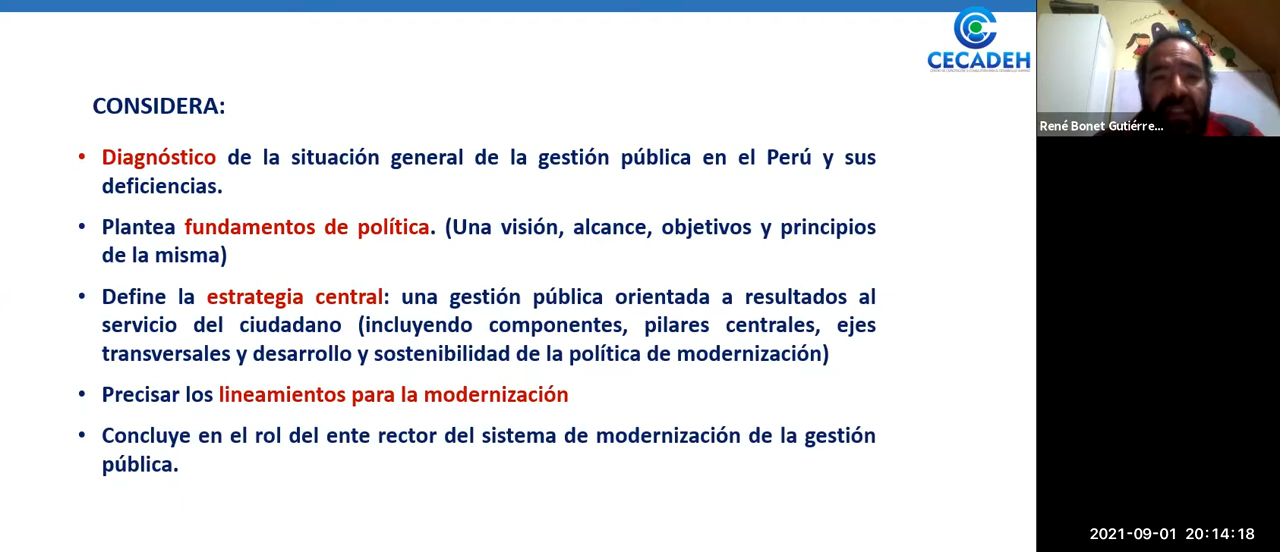 CECADEH
CONSIDERA:
• Diagnóstico de la situación general de la gestión pública en el Perú y sus
deficiencias.
• Plantea fundamentos de política. (Una visión, alcance, objetivos y principios
de la misma)
• Define la estrategia central: una gestión pública orientada a resultados al
servicio del ciudadano (incluyendo componentes, pilares centrales, ejes
transversales y desarrollo y sostenibilidad de la política de modernización)
• Precisar los lineamientos para la modernización
• Concluye en el rol del ente rector del sistema de modernización de la gestión
pública.
René Bonet Gutiérre...
2021-09-01 20:14:18